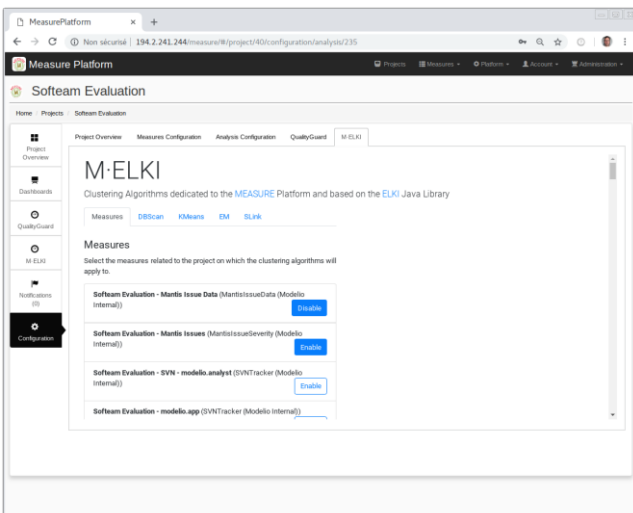 MeasurePlatform × +
Non sécurisé | 194.2.241.244/measure/#/project/40/configuration/analysis/235
Measure Platform Projects Measures Platform Account Administration
Softeam Evaluation
Home / Projects / Softeam Evaluation
Project Overview
Dashboards
QualityGuard
M·ELKI
Notifications
(0)
Configuration
Project Overview Measures Configuration Analysis Configuration QualityGuard M·ELKI
M·ELKI
Clustering Algorithms dedicated to the MEASURE Platform and based on the ELKI Java Library
Measures DBScan KMeans EM SLink
Measures
Select the measures related to the project on which the clustering algorithms will
apply to.
Softeam Evaluation - Mantis Issue Data (MantisIssueData (Modelio
Internal))
Disable
Softeam Evaluation - Mantis Issues (MantisIssueSeverity (Modelio
Internal))
Enable
Softeam Evaluation - SVN - modelio.analyst (SVNTracker (Modelio
Internal))
Enable
Softeam Evaluation - modelio.app (SVNTracker (Modelio Internal))